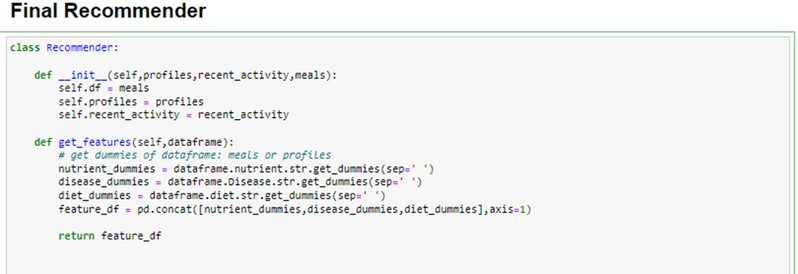 Final Recommender
class Recommender:
def __init__(self,profiles,recent_activity,meals):
self.df = meals
self.profiles = profiles
self.recent_activity = recent_activity
def get_features(self,dataframe):
# get dummies of dataframe: meals or profiles
nutrient_dummies = dataframe.nutrient.str.get_dummies(sep=' ')
disease_dummies = dataframe.Disease.str.get_dummies(sep=' ')
diet_dummies = dataframe.diet.str.get_dummies(sep=' ')
feature_df = pd.concat([nutrient_dummies,disease_dummies,diet_dummies],axis=1)
return feature_df